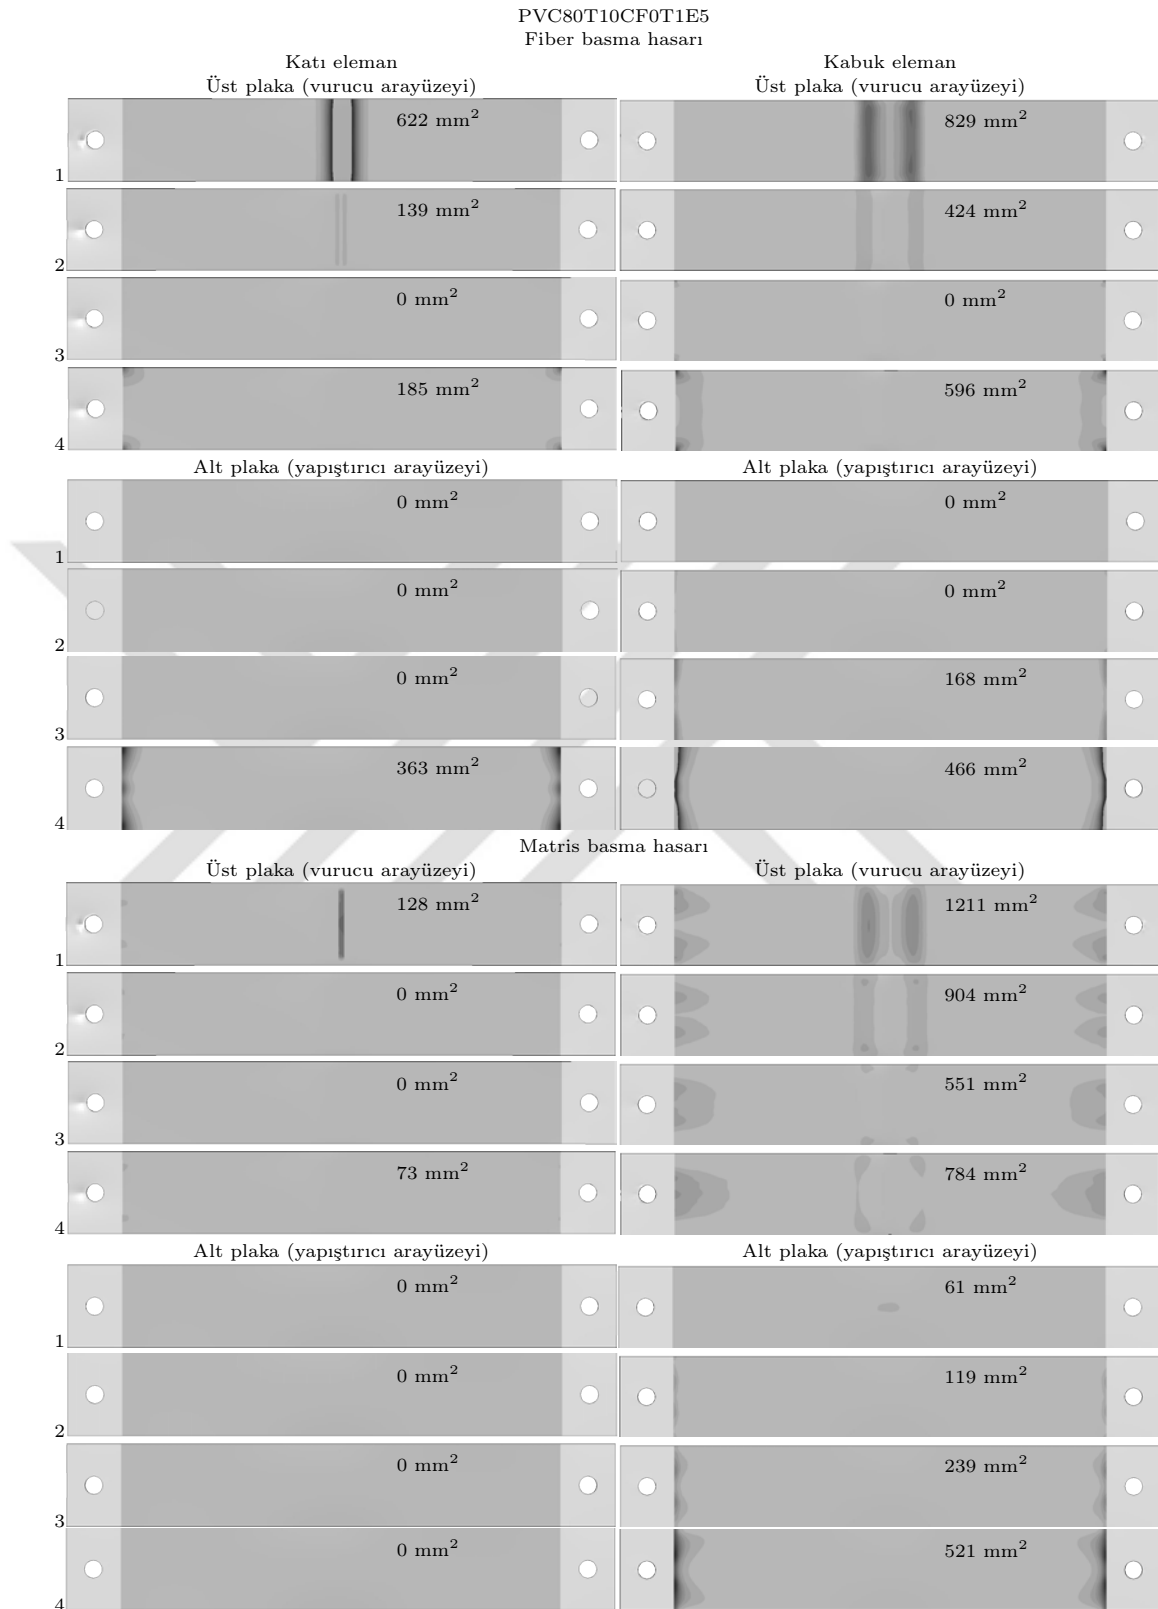 PVC80T10CF0T1E5
Fiber basma hasarı
Katı eleman Kabuk eleman
Üst plaka (vurucu arayüzeyi) Üst plaka (vurucu arayüzeyi)
1 622 mm² 829 mm²
2 139 mm² 424 mm²
3 0 mm² 0 mm²
4 185 mm² 596 mm²
Alt plaka (yapıştırıcı arayüzeyi) Alt plaka (yapıştırıcı arayüzeyi)
1 0 mm² 0 mm²
2 0 mm² 0 mm²
3 0 mm² 168 mm²
4 363 mm² 466 mm²
Matris basma hasarı
Üst plaka (vurucu arayüzeyi) Üst plaka (vurucu arayüzeyi)
1 128 mm² 1211 mm²
2 0 mm² 904 mm²
3 0 mm² 551 mm²
4 73 mm² 784 mm²
Alt plaka (yapıştırıcı arayüzeyi) Alt plaka (yapıştırıcı arayüzeyi)
1 0 mm² 61 mm²
2 0 mm² 119 mm²
3 0 mm² 239 mm²
4 0 mm² 521 mm²